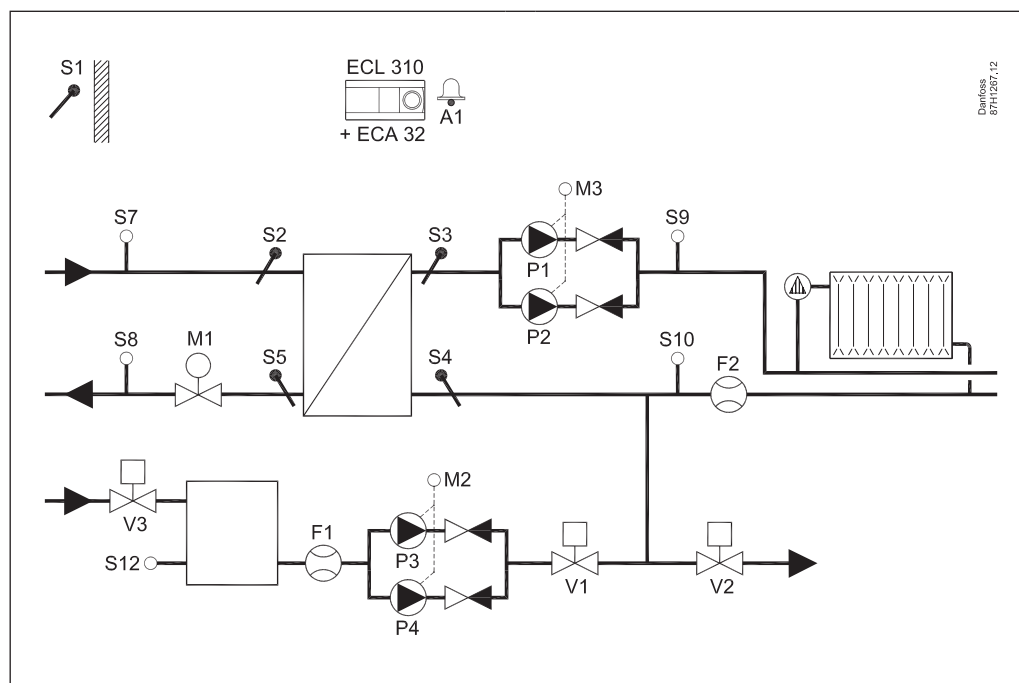 S1
ECL 310
A1
+ ECA 32
Danfoss
87H1267.12
S7
S2
S3
M3
S9
P1
P2
S8
M1
S5
S4
S10
F2
V3
S12
F1
M2
P3
P4
V1
V2